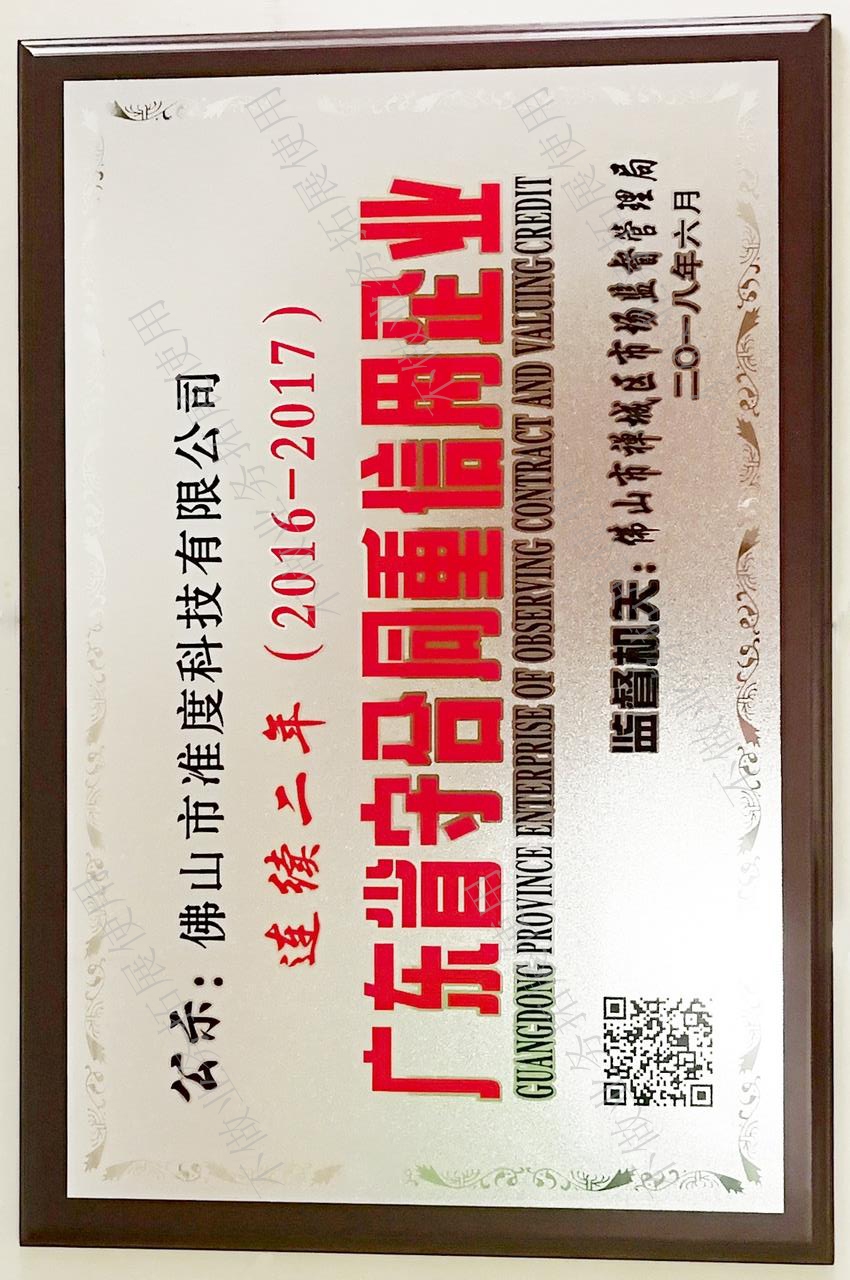 公示：佛山市准度科技有限公司
连续二年（2016-2017）
广东省守合同重信用企业
GUANGDONG PROVINCE ENTERPRISE OF OBSERVING CONTRACT AND VALUING CREDIT
监督机关：佛山市禅城区市场监督管理局
二〇一八年六月